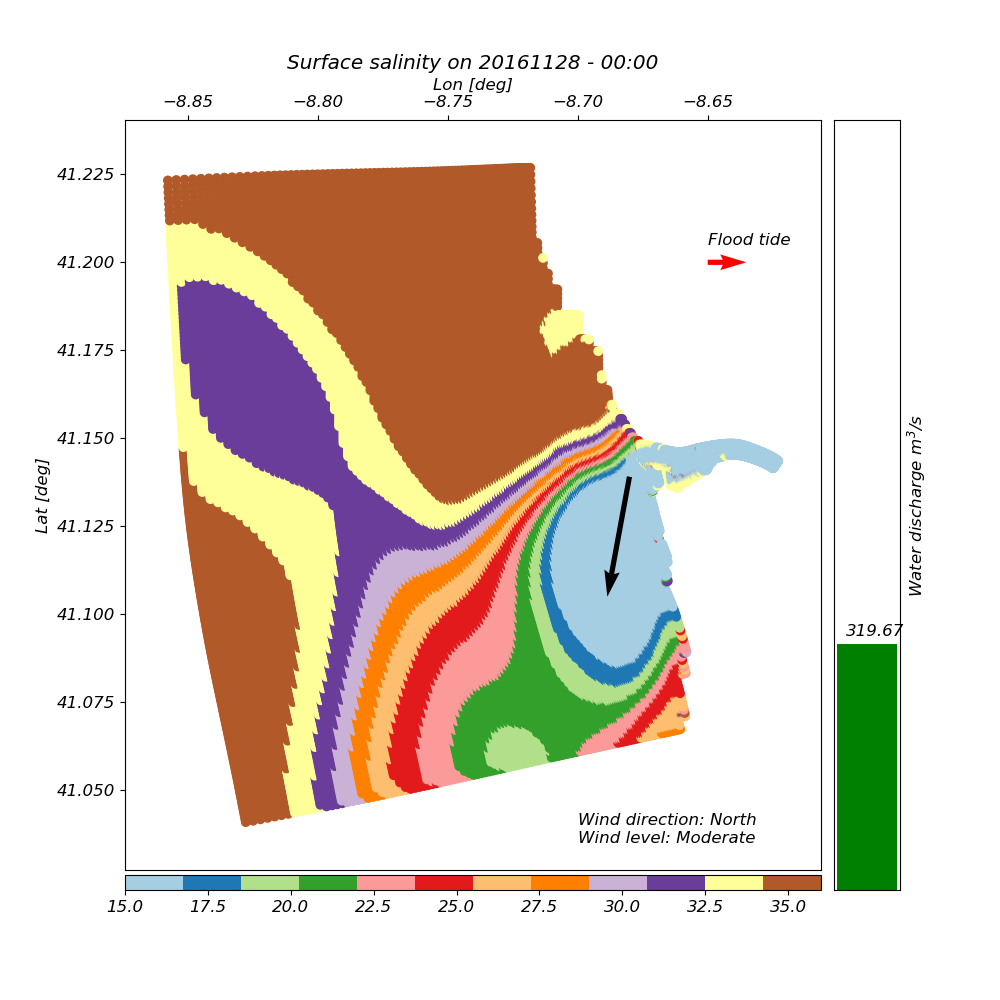 Surface salinity on 20161128 - 00:00
Lon [deg]
−8.85 −8.80 −8.75 −8.70 −8.65
41.225
41.200
41.175
41.150
41.125
41.100
41.075
41.050
Lat [deg]
Flood tide
Wind direction: North
Wind level: Moderate
319.67
Water discharge m³/s
15.0 17.5 20.0 22.5 25.0 27.5 30.0 32.5 35.0